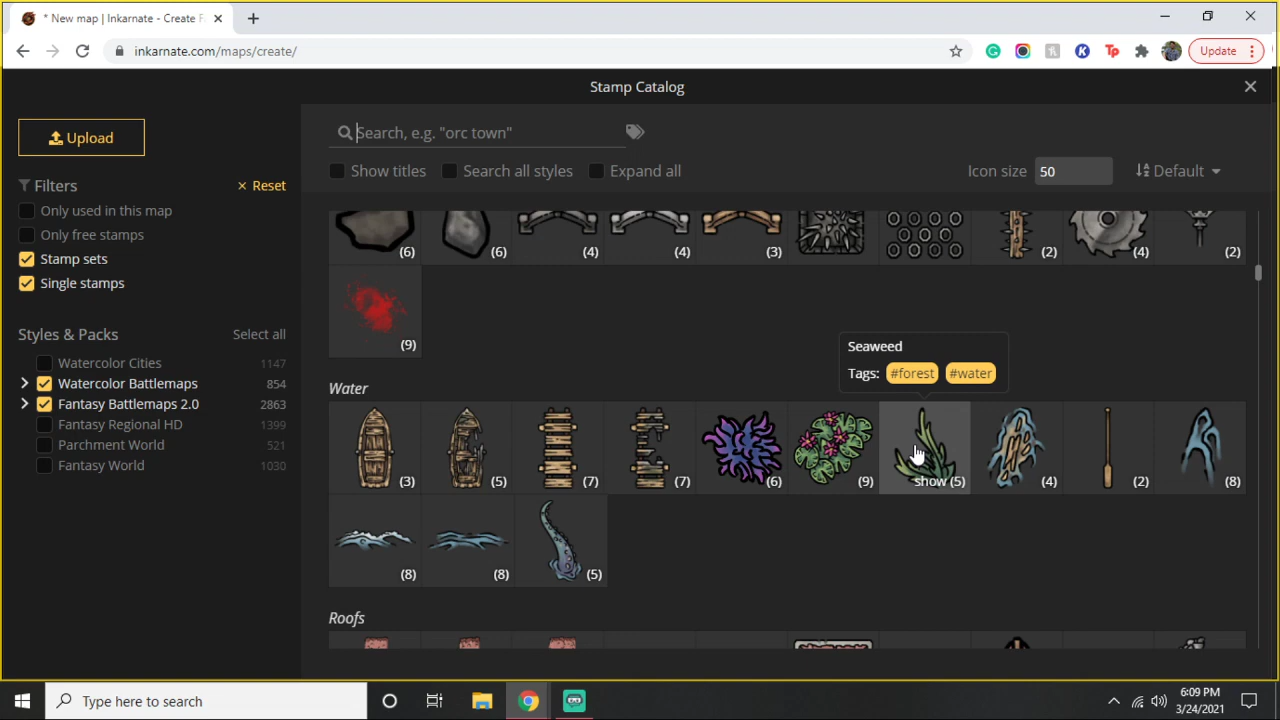 * New map | Inkarnate - Create F
inkarnate.com/maps/create/
Update
Stamp Catalog
Upload
Search, e.g. "orc town"
Show titles
Search all styles
Expand all
Icon size
50
Default
Filters
Reset
Only used in this map
Only free stamps
Stamp sets
Single stamps
Styles & Packs
Select all
Watercolor Cities 1147
Watercolor Battlemaps 854
Fantasy Battlemaps 2.0 2863
Fantasy Regional HD 1399
Parchment World 521
Fantasy World 1030
(6) (6) (4) (4) (3) (2) (4) (2)
(9)
Seaweed
Tags: #forest #water
Water
(3) (5) (7) (7) (6) (9) show (5) (4) (2) (8)
(8) (8) (5)
Roofs
Type here to search
6:09 PM
3/24/2021